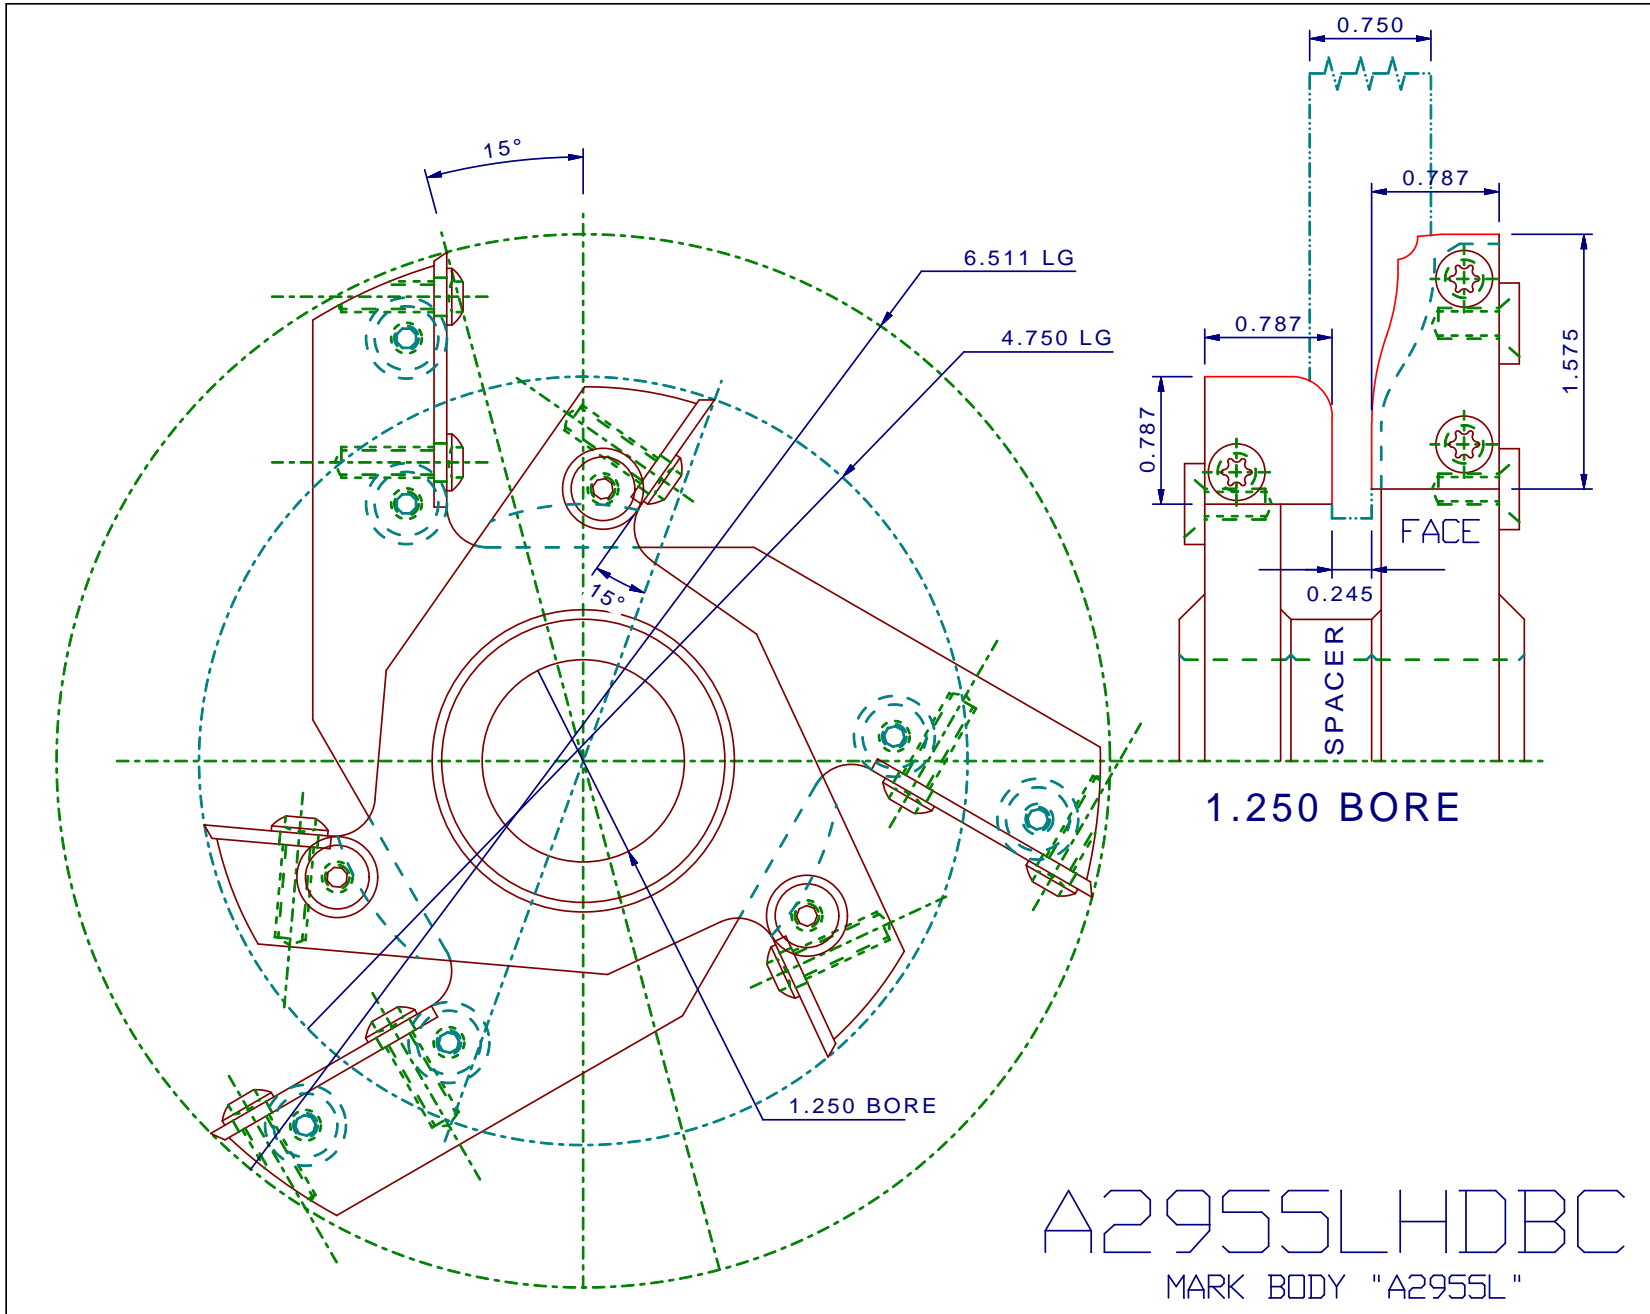 0.750
15°
0.787
6.511 LG
0.787
4.750 LG
1.575
0.787
FACE
15°
0.245
SPACER
1.250 BORE
1.250 BORE
A2955LHDBC
MARK BODY "A2955L"